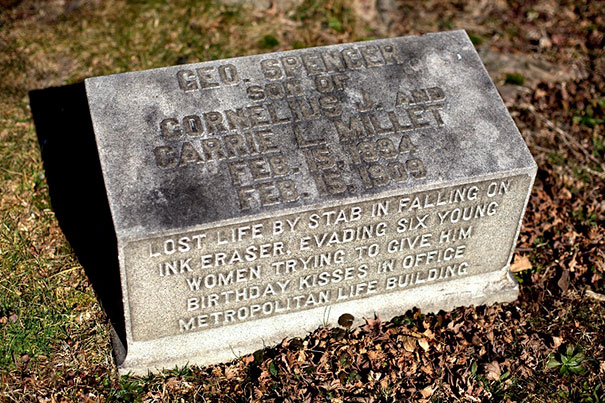 GEO. SPENCER
SON OF
CORNELIUS J. AND
CARRIE L. MILLET
FEB. 15, 1894
FEB. 15, 1909
LOST LIFE BY STAB IN FALLING ON
INK ERASER, EVADING SIX YOUNG
WOMEN TRYING TO GIVE HIM
BIRTHDAY KISSES IN OFFICE
METROPOLITAN LIFE BUILDING